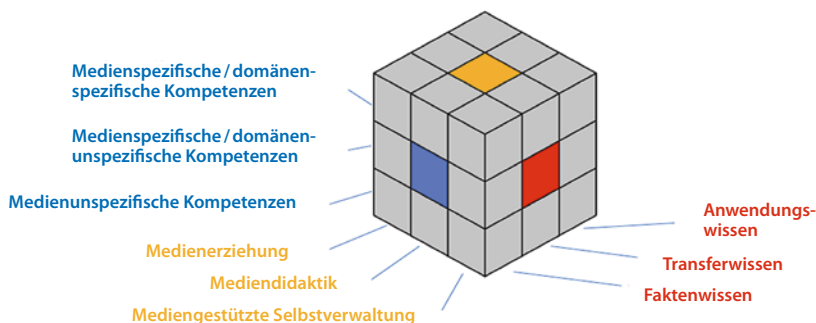 Medienspezifische / domänen-
spezifische Kompetenzen
Medienspezifische / domänen-
unspezifische Kompetenzen
Medienunspezifische Kompetenzen
Medienerziehung
Mediendidaktik
Mediengestützte Selbstverwaltung
Anwendungs-
wissen
Transferwissen
Faktenwissen